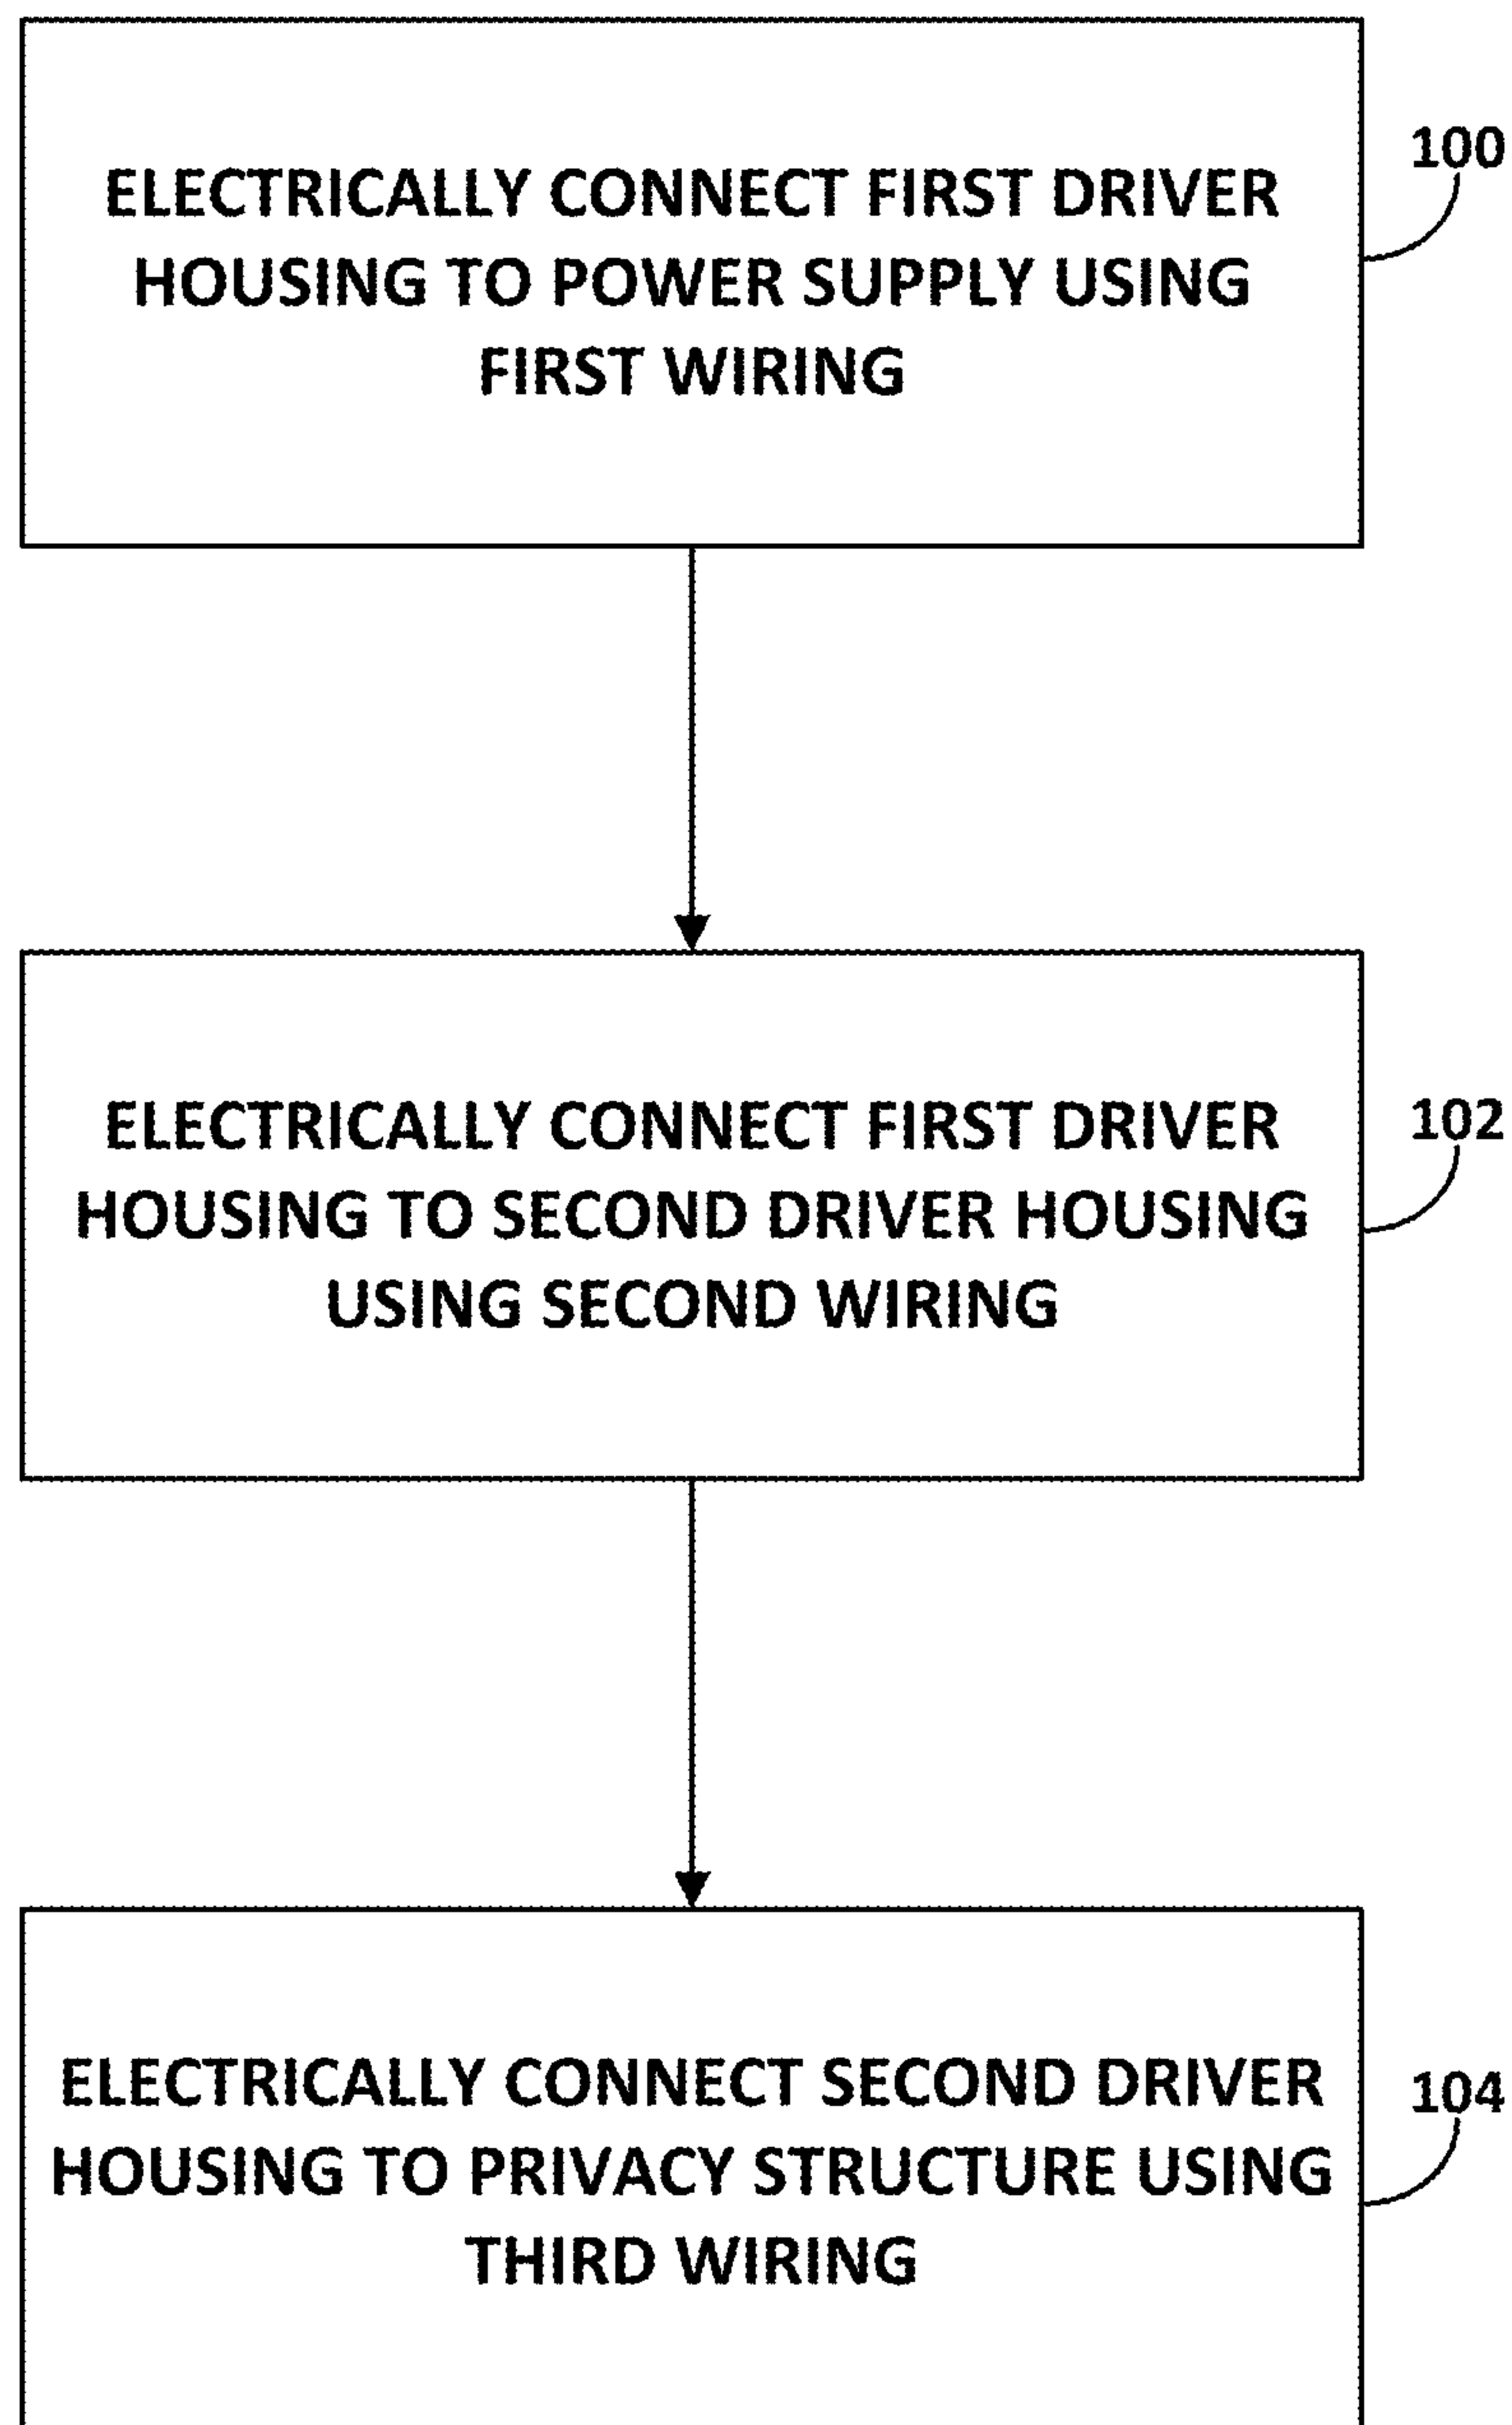 ELECTRICALLY CONNECT FIRST DRIVER
HOUSING TO POWER SUPPLY USING
FIRST WIRING
100
ELECTRICALLY CONNECT FIRST DRIVER
HOUSING TO SECOND DRIVER HOUSING
USING SECOND WIRING
102
ELECTRICALLY CONNECT SECOND DRIVER
HOUSING TO PRIVACY STRUCTURE USING
THIRD WIRING
104